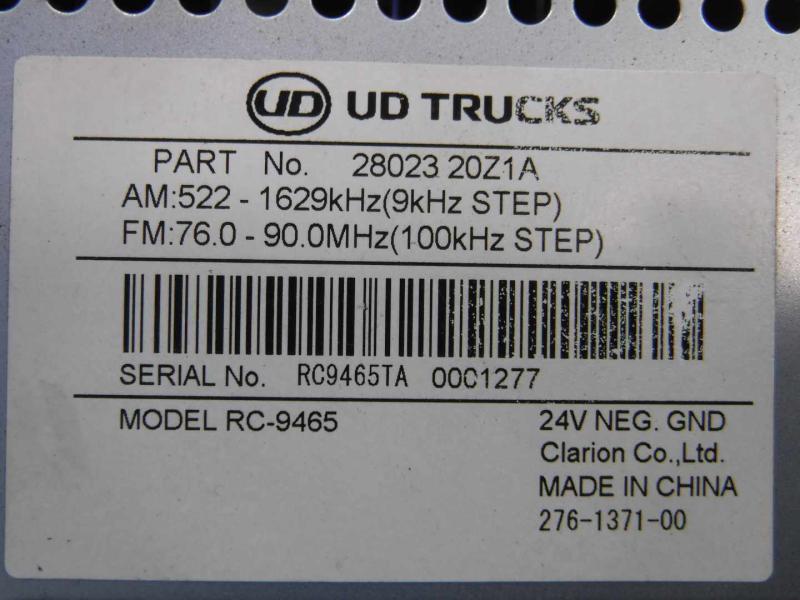 UD UD TRUCKS
PART No. 28023 20Z1A
AM:522 - 1629kHz(9kHz STEP)
FM:76.0 - 90.0MHz(100kHz STEP)
SERIAL No. RC9465TA 0001277
MODEL RC-9465
24V NEG. GND
Clarion Co.,Ltd.
MADE IN CHINA
276-1371-00